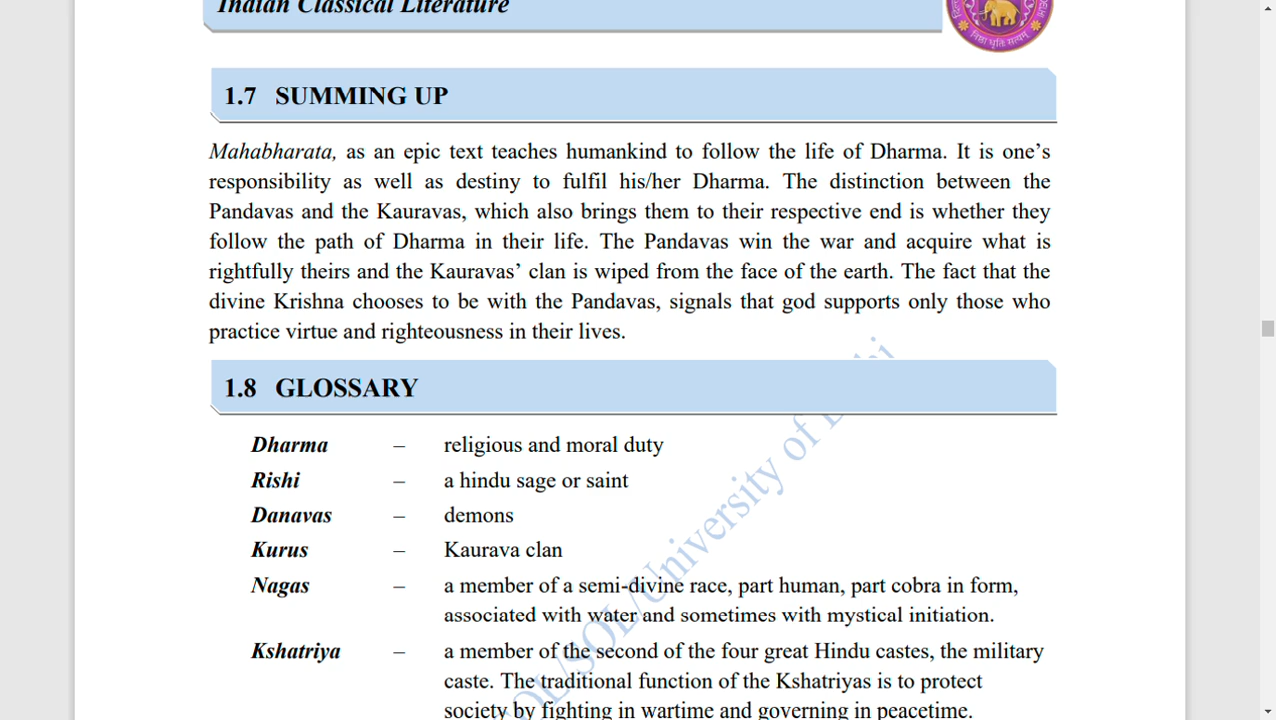 Indian Classical Literature
विद्या धृति सत्यम्
1.7 SUMMING UP
Mahabharata, as an epic text teaches humankind to follow the life of Dharma. It is one’s
responsibility as well as destiny to fulfil his/her Dharma. The distinction between the
Pandavas and the Kauravas, which also brings them to their respective end is whether they
follow the path of Dharma in their life. The Pandavas win the war and acquire what is
rightfully theirs and the Kauravas’ clan is wiped from the face of the earth. The fact that the
divine Krishna chooses to be with the Pandavas, signals that god supports only those who
practice virtue and righteousness in their lives.
1.8 GLOSSARY
Dharma – religious and moral duty
Rishi – a hindu sage or saint
Danavas – demons
Kurus – Kaurava clan
Nagas – a member of a semi-divine race, part human, part cobra in form,
associated with water and sometimes with mystical initiation.
Kshatriya – a member of the second of the four great Hindu castes, the military
caste. The traditional function of the Kshatriyas is to protect
society by fighting in wartime and governing in peacetime.
OL/SOL/University of